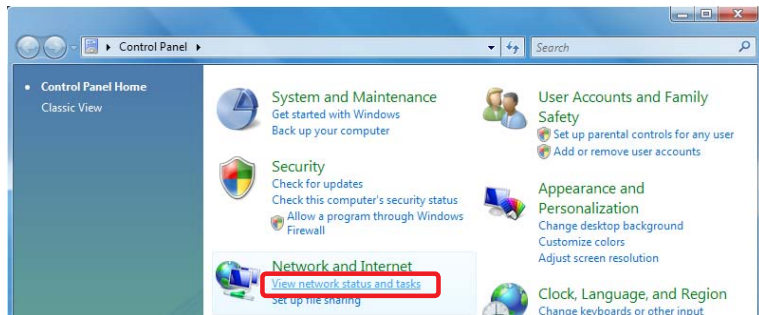 Control Panel
Search
Control Panel Home
Classic View
System and Maintenance
Get started with Windows
Back up your computer
Security
Check for updates
Check this computer's security status
Allow a program through Windows
Firewall
Network and Internet
View network status and tasks
Set up file sharing
User Accounts and Family
Safety
Set up parental controls for any user
Add or remove user accounts
Appearance and
Personalization
Change desktop background
Customize colors
Adjust screen resolution
Clock, Language, and Region
Change keyboards or other input